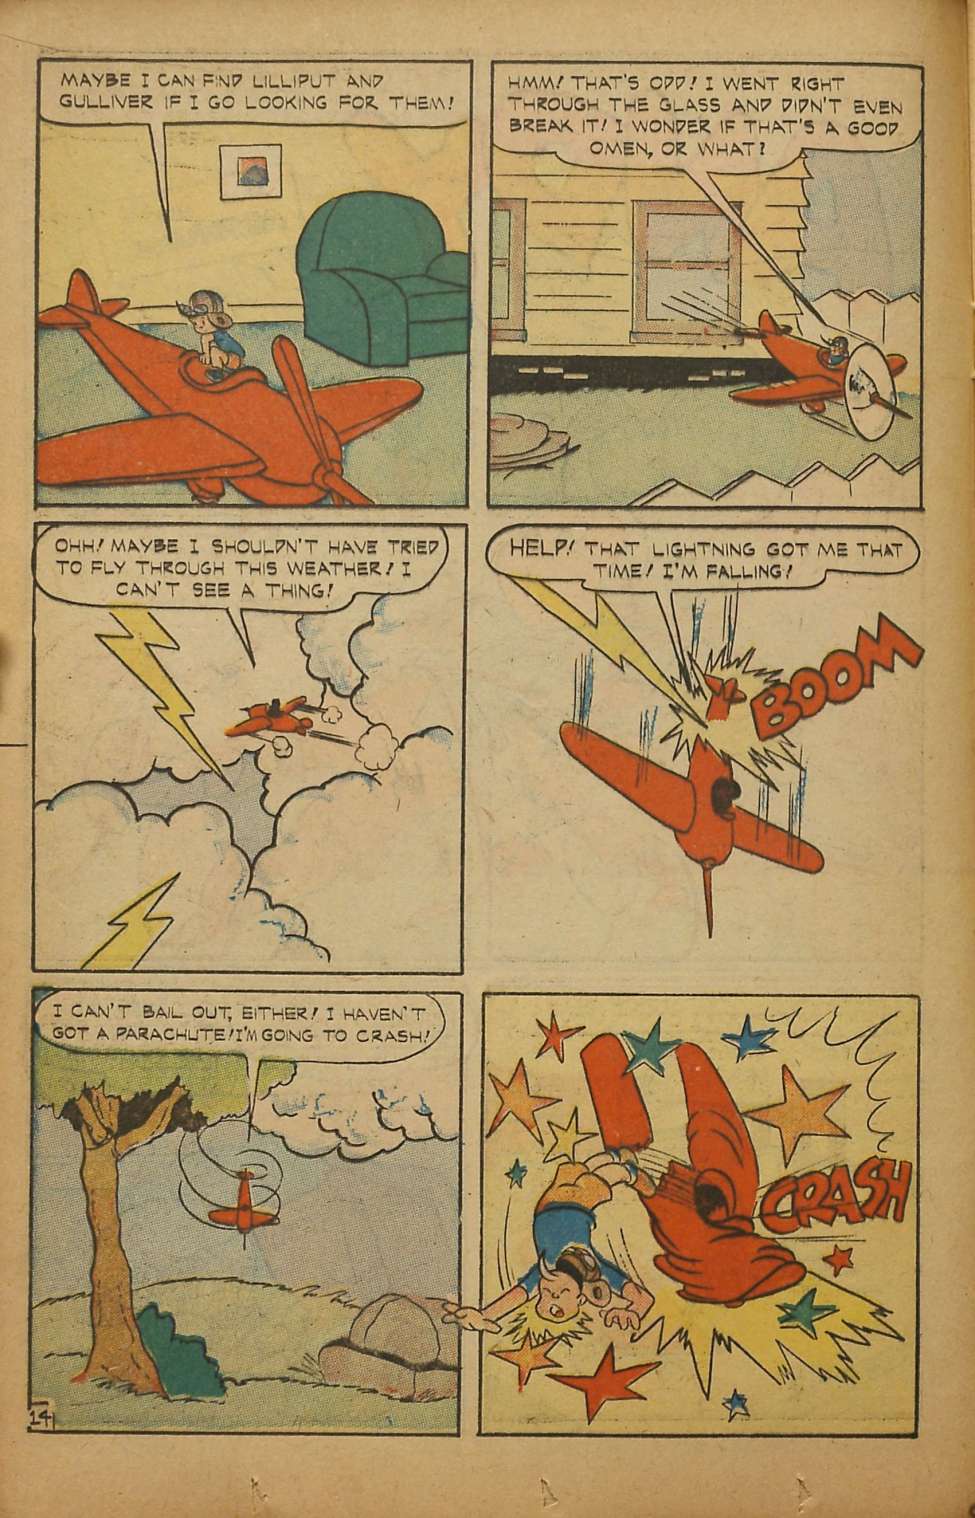 MAYBE I CAN FIND LILLIPUT AND
GULLIVER IF I GO LOOKING FOR THEM!
HMM! THAT'S ODD! I WENT RIGHT
THROUGH THE GLASS AND DIDN'T EVEN
BREAK IT! I WONDER IF THAT'S A GOOD
OMEN, OR WHAT?
OHH! MAYBE I SHOULDN'T HAVE TRIED
TO FLY THROUGH THIS WEATHER! I
CAN'T SEE A THING!
HELP! THAT LIGHTNING GOT ME THAT
TIME! I'M FALLING!
BOOM
I CAN'T BAIL OUT, EITHER! I HAVEN'T
GOT A PARACHUTE! I'M GOING TO CRASH!
14
CRASH